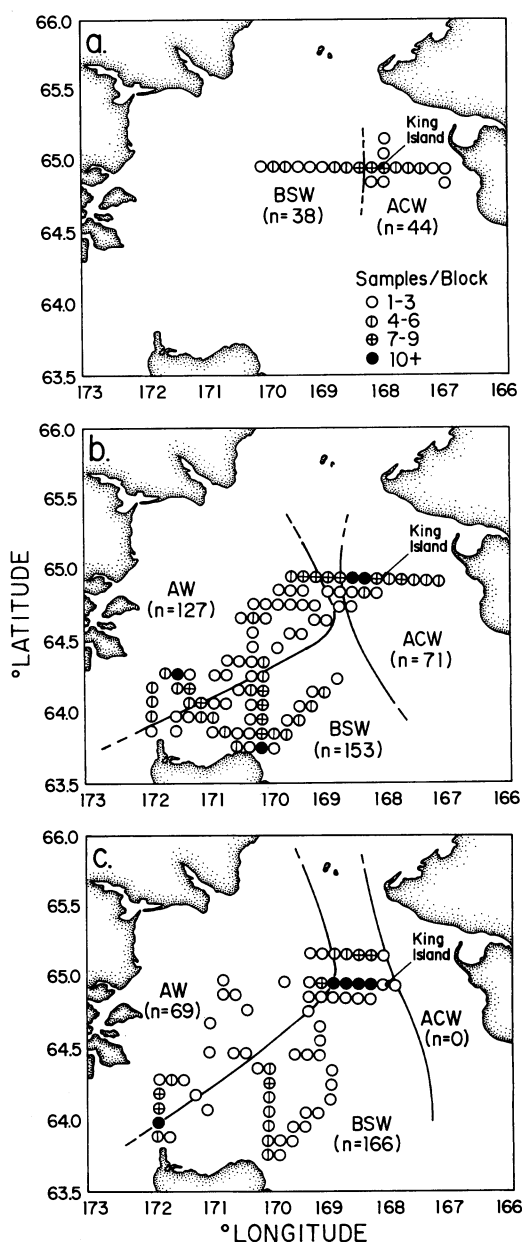 66.0
a.
65.5
King
Island
65.0
BSW
(n=38)
ACW
(n=44)
64.5
Samples/Block
1-3
4-6
7-9
10+
64.0
63.5
173 172 171 170 169 168 167 166
66.0
b.
65.5
King
Island
65.0
AW
(n=127)
64.5
ACW
(n=71)
64.0
BSW
(n=153)
63.5
173 172 171 170 169 168 167 166
°LATITUDE
66.0
c.
65.5
King
Island
65.0
AW
(n=69)
ACW
(n=0)
64.5
64.0
BSW
(n=166)
63.5
173 172 171 170 169 168 167 166
°LONGITUDE